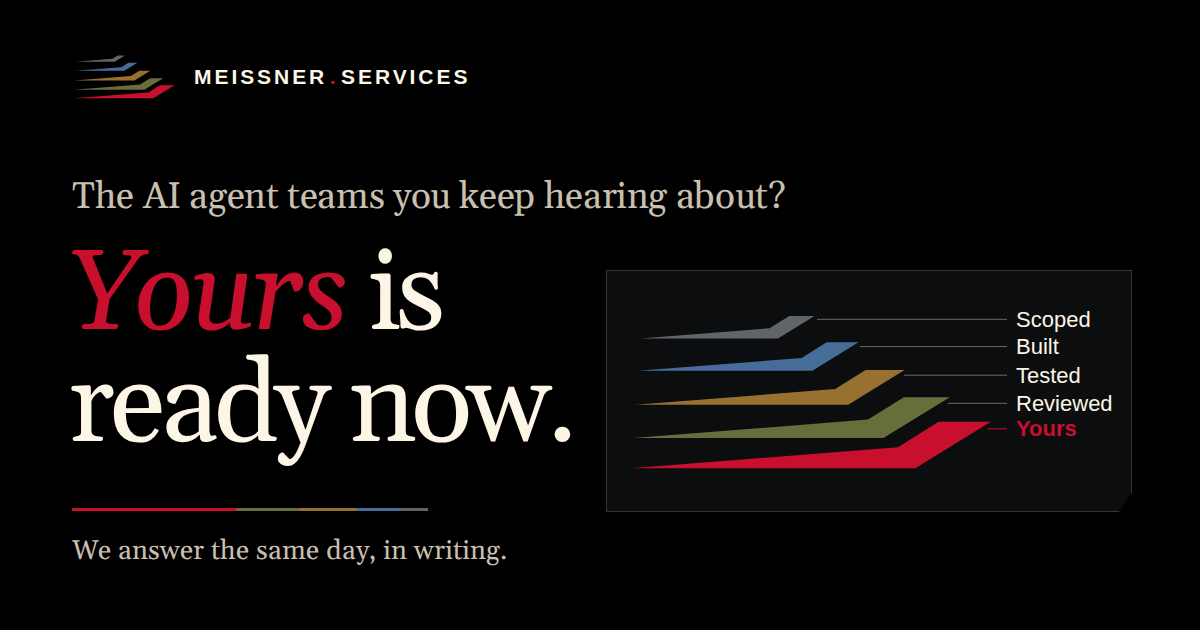 MEISSNER.SERVICES
The AI agent teams you keep hearing about?
Yours is
ready now.
Scoped
Built
Tested
Reviewed
Yours
We answer the same day, in writing.